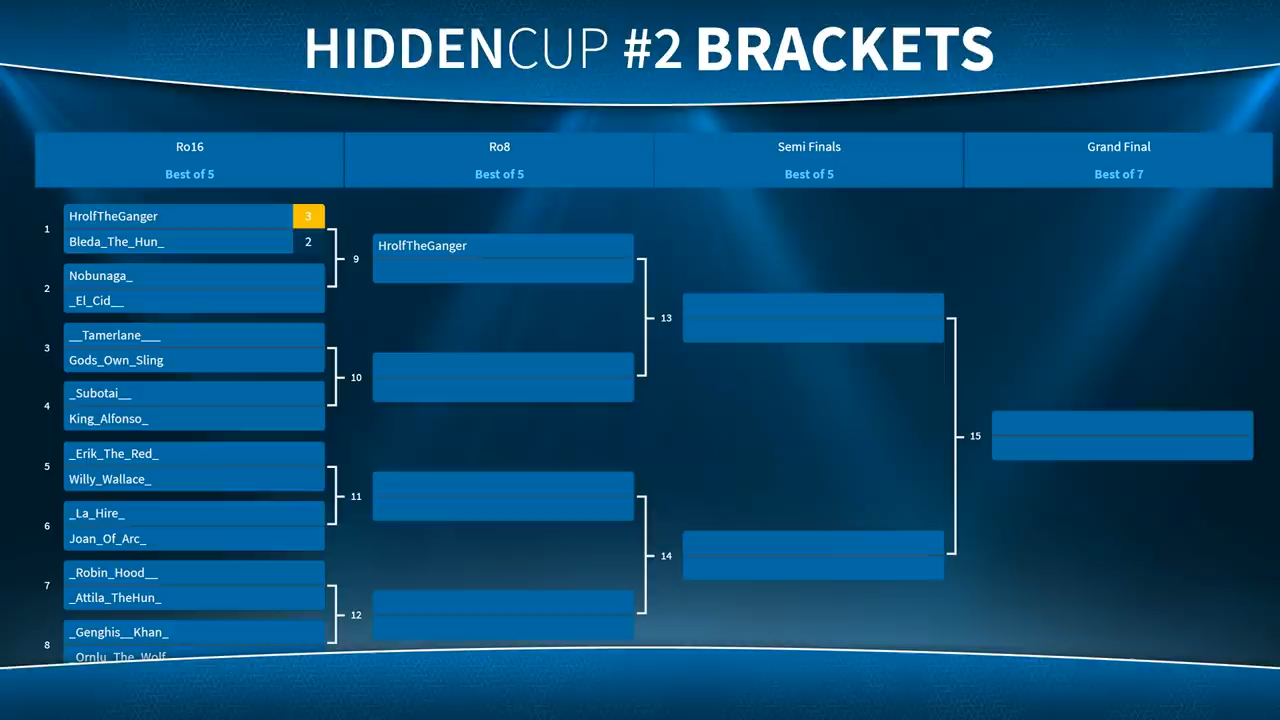 HIDDENCUP #2 BRACKETS
Ro16 Ro8 Semi Finals Grand Final
Best of 5 Best of 5 Best of 5 Best of 7
1
HrolfTheGanger 3
Bleda_The_Hun_ 2
2
Nobunaga_
_El_Cid__
3
__Tamerlane___
Gods_Own_Sling
4
_Subotai__
King_Alfonso_
5
_Erik_The_Red_
Willy_Wallace_
6
_La_Hire_
Joan_Of_Arc_
7
_Robin_Hood__
_Attila_TheHun_
8
_Genghis__Khan_
_Ornlu_The_Wolf
9
HrolfTheGanger
10
11
12
13
14
15